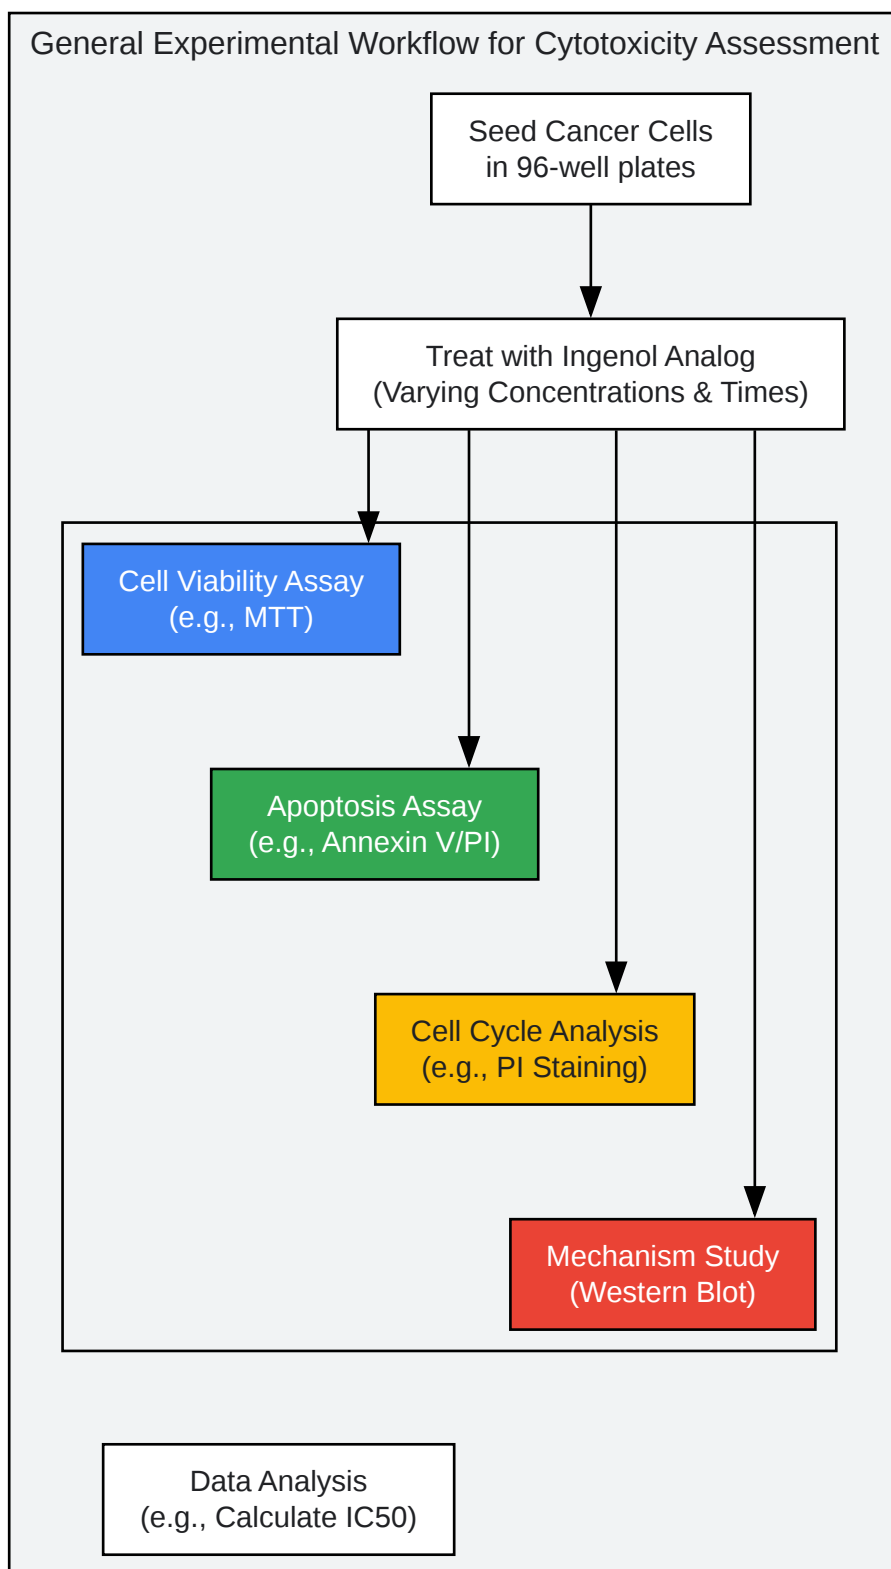 General Experimental Workflow for Cytotoxicity Assessment
Seed Cancer Cells
in 96-well plates
Treat with Ingenol Analog
(Varying Concentrations & Times)
Cell Viability Assay
(e.g., MTT)
Apoptosis Assay
(e.g., Annexin V/PI)
Cell Cycle Analysis
(e.g., PI Staining)
Mechanism Study
(Western Blot)
Data Analysis
(e.g., Calculate IC50)